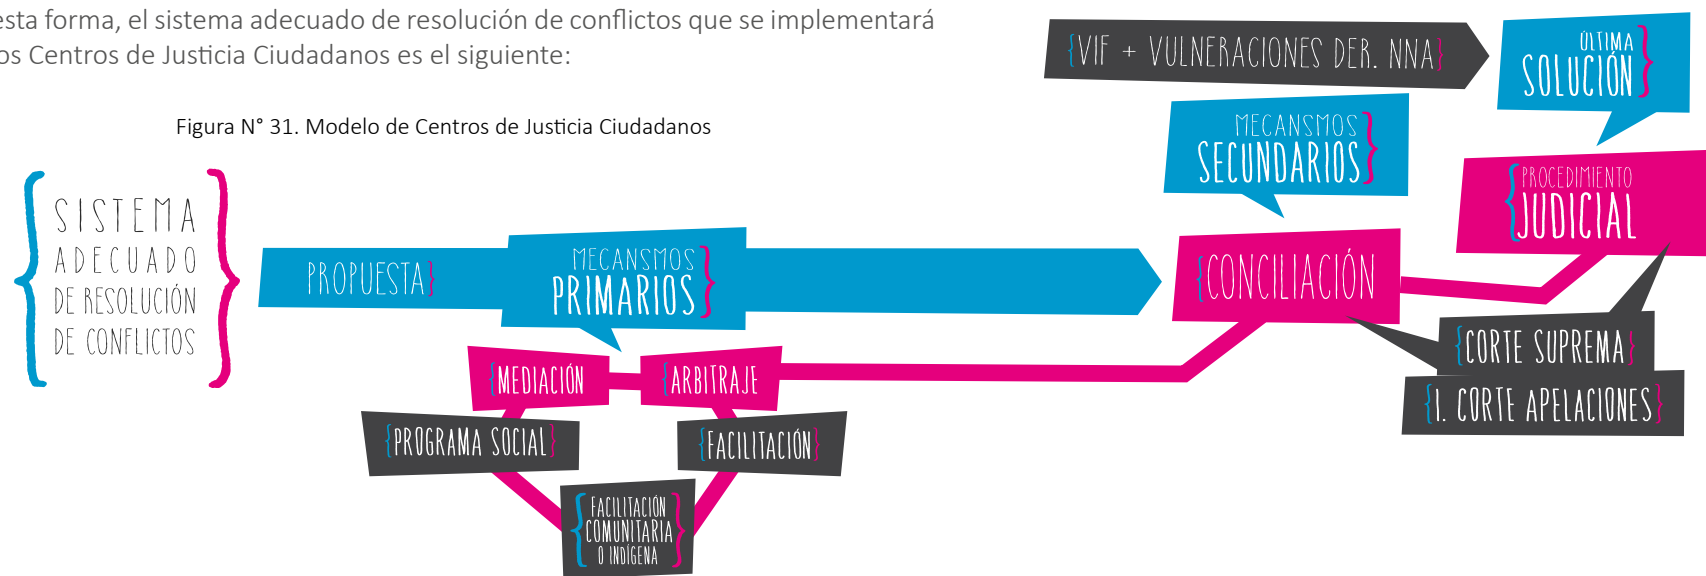 esta forma, el sistema adecuado de resolución de conflictos que se implementará
os Centros de Justicia Ciudadanos es el siguiente:
Figura N° 31. Modelo de Centros de Justicia Ciudadanos
{VIF + VULNERACIONES DER. NNA}
ÚLTIMA
SOLUCIÓN}
MECANSMOS
SECUNDARIOS}
{PROCEDIMIENTO
JUDICIAL
{SISTEMA
ADECUADO
DE RESOLUCIÓN
DE CONFLICTOS}
PROPUESTA}
MECANSMOS
PRIMARIOS}
{CONCILIACIÓN
{MEDIACIÓN
{ARBITRAJE
{CORTE SUPREMA}
{I. CORTE APELACIONES}
{PROGRAMA SOCIAL}
{FACILITACIÓN}
{FACILITACIÓN
COMUNITARIA
O INDÍGENA}